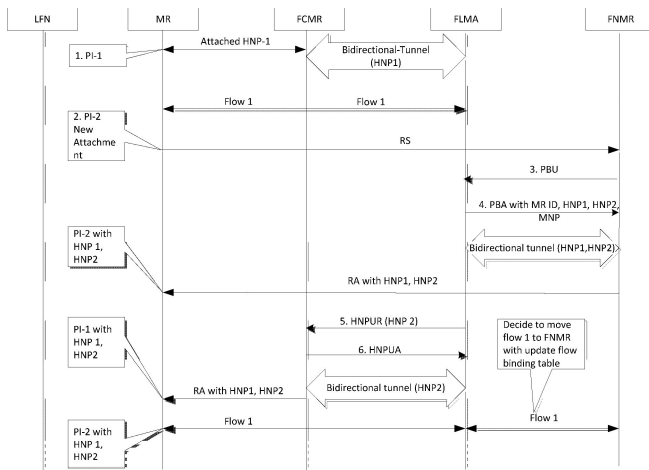 LFN
MR
FCMR
FLMA
FNMR
Attached HNP-1
1. PI-1
Bidirectional-Tunnel
(HNP1)
Flow 1
Flow 1
2. PI-2
New
Attachme
nt
RS
3. PBU
4. PBA with MR ID, HNP1, HNP2,
MNP
PI-2 with
HNP 1,
HNP2
Bidirectional tunnel (HNP1,HNP2)
RA with HNP1, HNP2
PI-1 with
HNP 1,
HNP2
5. HNPUR (HNP 2)
Decide to move
flow 1 to FNMR
with update flow
binding table
6. HNPUA
RA with HNP1, HNP2
Bidirectional tunnel (HNP2)
Flow 1
Flow 1
PI-2 with
HNP 1,
HNP2